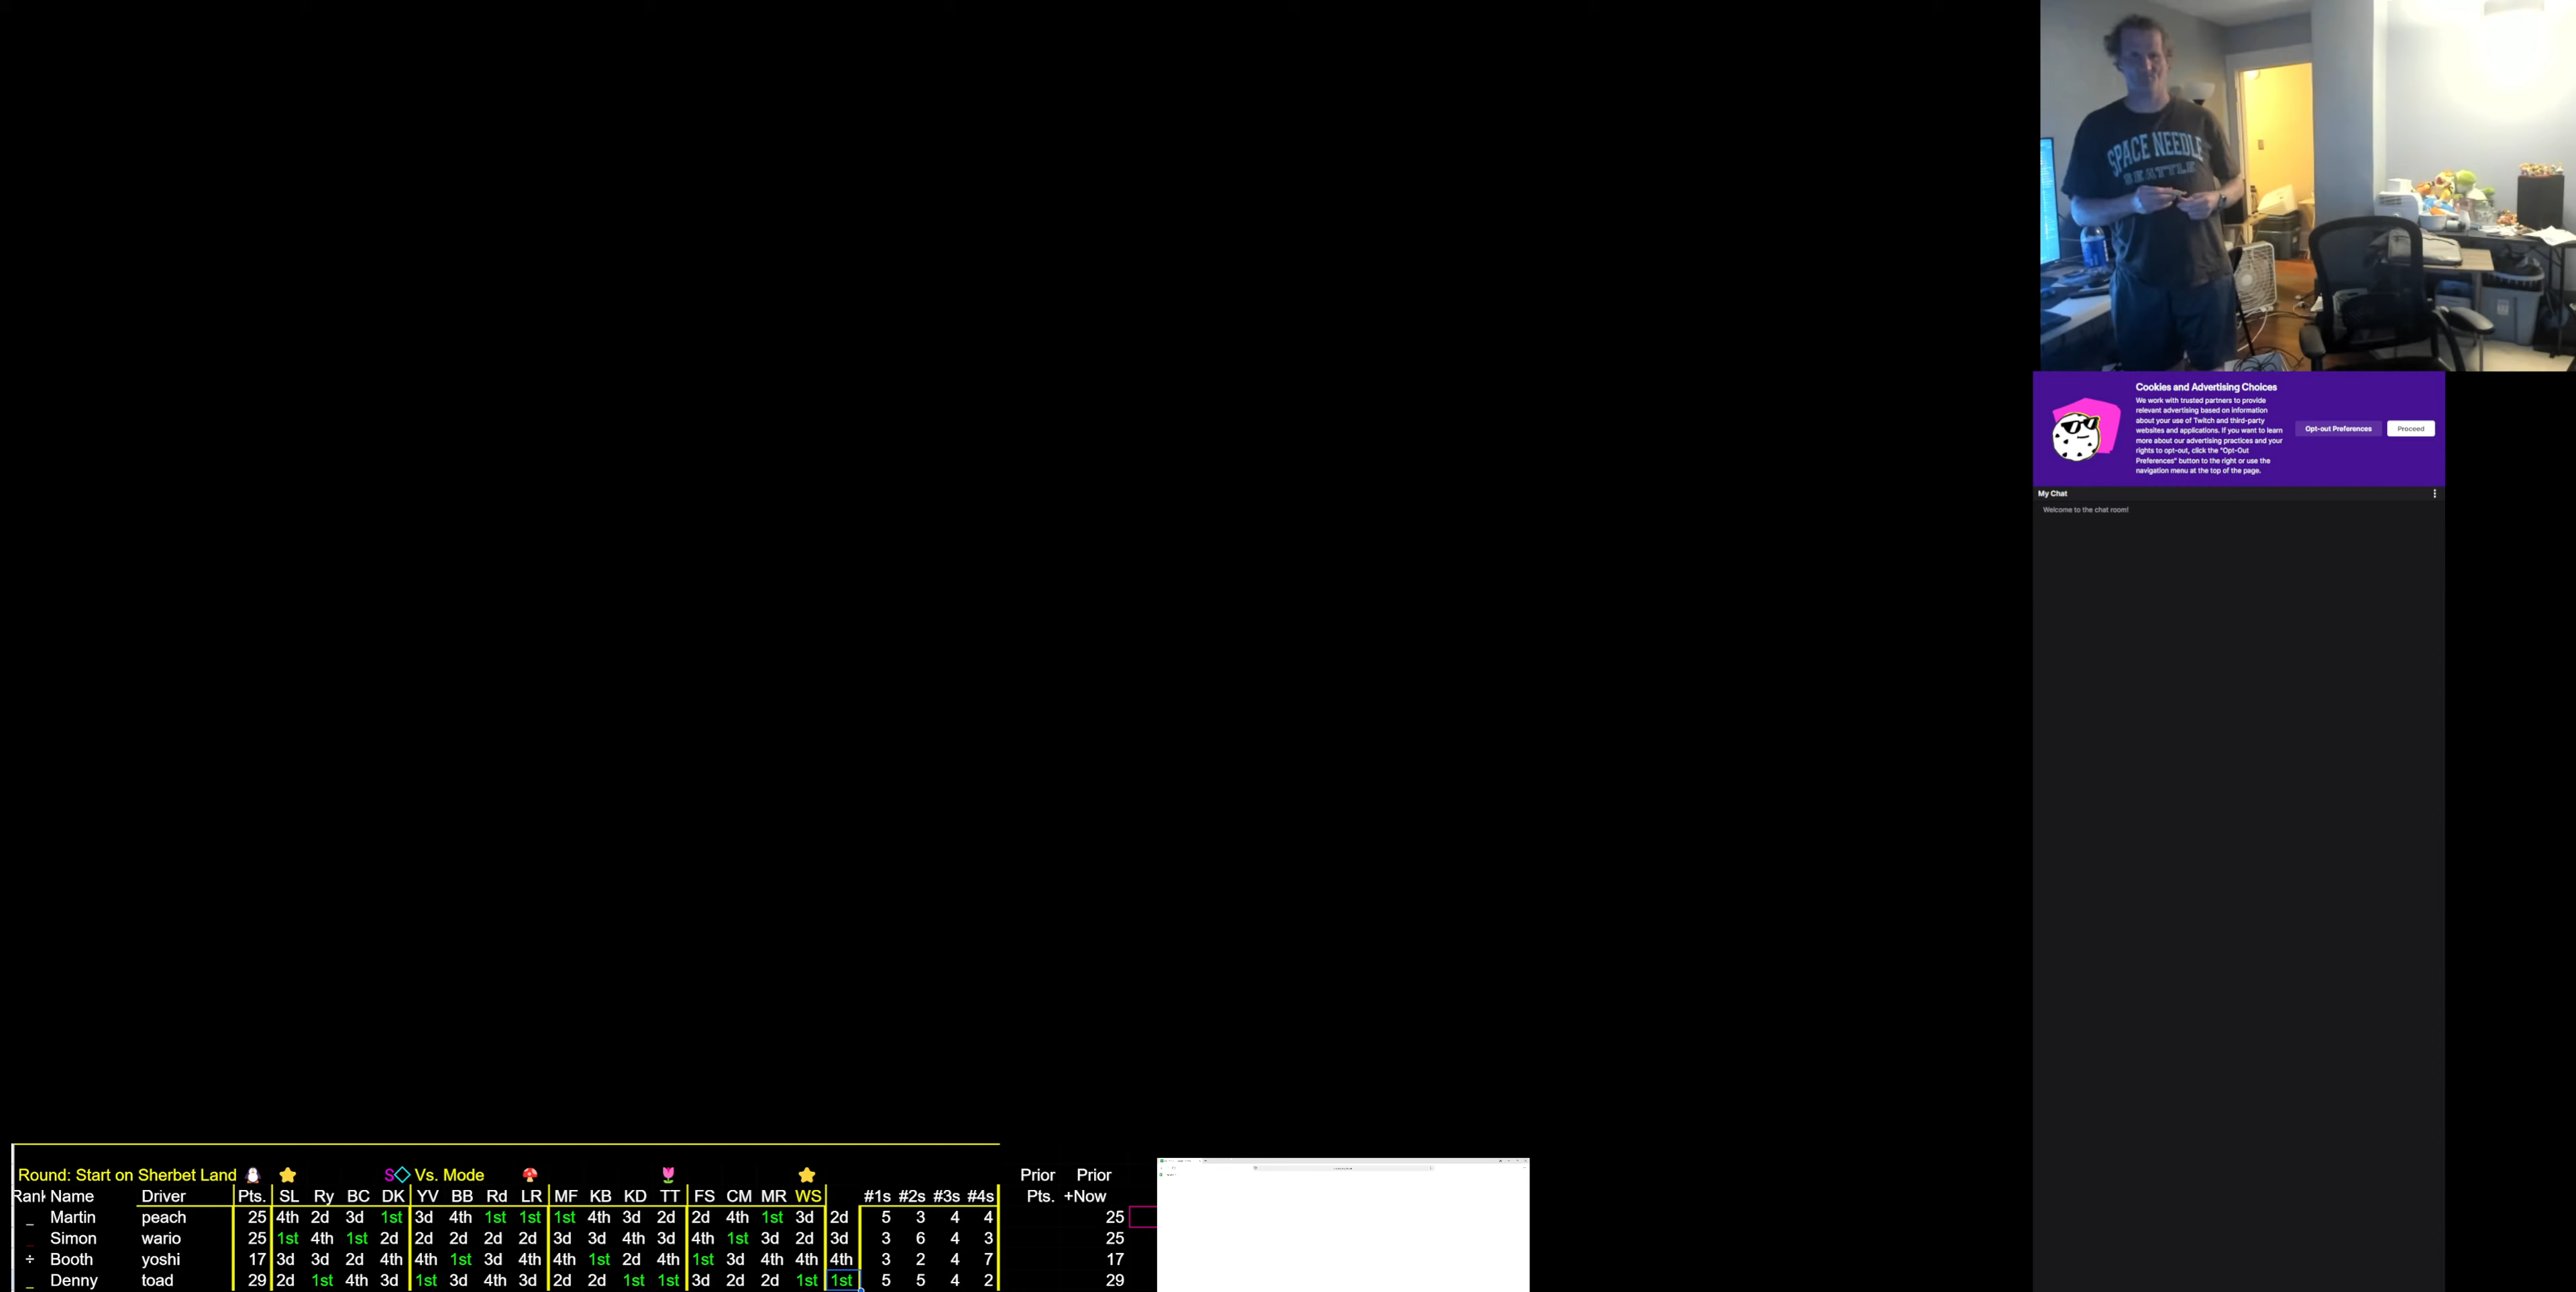 SPACE NEEDLE
SEATTLE
Cookies and Advertising Choices
We work with trusted partners to provide
relevant advertising based on information
about your use of Twitch and third-party
websites and applications. If you want to learn
more about our advertising practices and your
rights to opt-out, click the "Opt-Out
Preferences" button to the right or use the
navigation menu at the top of the page.
Opt-out Preferences
Proceed
My Chat
Welcome to the chat room!
Round: Start on Sherbet Land S◇ Vs. Mode Prior Prior
Rank Name Driver Pts. SL Ry BC DK YV BB Rd LR MF KB KD TT FS CM MR WS #1s #2s #3s #4s Pts. +Now
_ Martin peach 25 4th 2d 3d 1st 3d 4th 1st 1st 1st 4th 3d 2d 2d 4th 1st 3d 2d 5 3 4 4 25
_ Simon wario 25 1st 4th 1st 2d 2d 2d 2d 2d 3d 3d 4th 3d 4th 1st 3d 2d 3d 3 6 4 3 25
÷ Booth yoshi 17 3d 3d 2d 4th 4th 1st 3d 4th 4th 1st 2d 4th 1st 3d 4th 4th 4th 3 2 4 7 17
_ Denny toad 29 2d 1st 4th 3d 1st 3d 4th 3d 2d 2d 1st 1st 3d 2d 2d 1st 1st 5 5 4 2 29